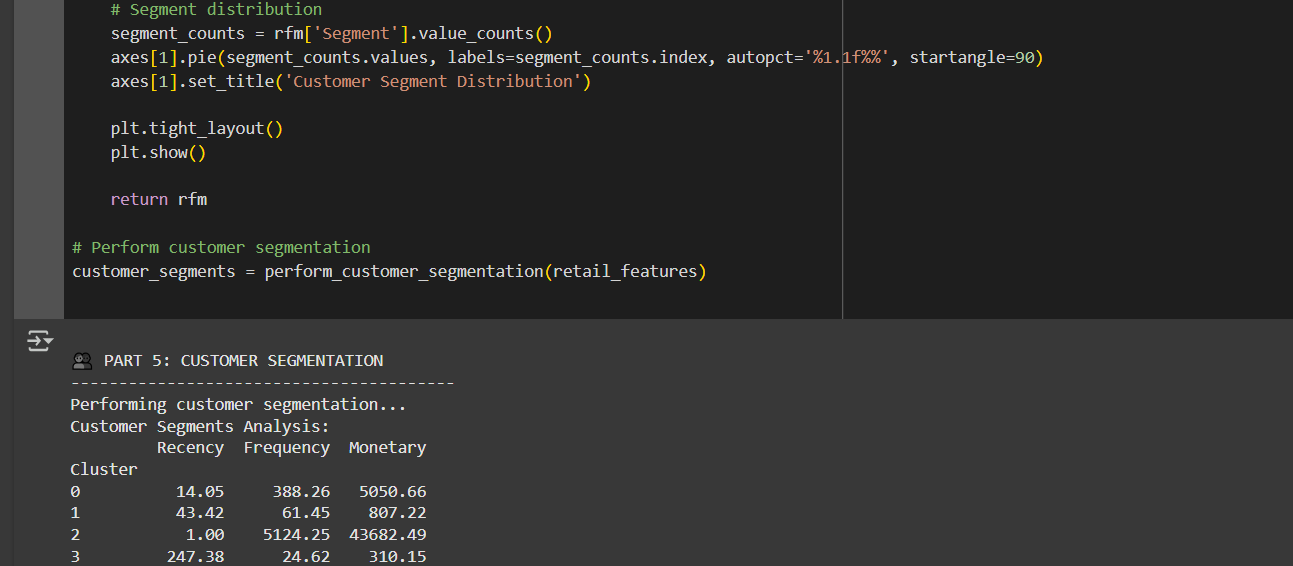 # Segment distribution
segment_counts = rfm['Segment'].value_counts()
axes[1].pie(segment_counts.values, labels=segment_counts.index, autopct='%1.1f%%', startangle=90)
axes[1].set_title('Customer Segment Distribution')
plt.tight_layout()
plt.show()
return rfm
# Perform customer segmentation
customer_segments = perform_customer_segmentation(retail_features)
👥 PART 5: CUSTOMER SEGMENTATION
----------------------------------------
Performing customer segmentation...
Customer Segments Analysis:
Recency Frequency Monetary
Cluster
0 14.05 388.26 5050.66
1 43.42 61.45 807.22
2 1.00 5124.25 43682.49
3 247.38 24.62 310.15